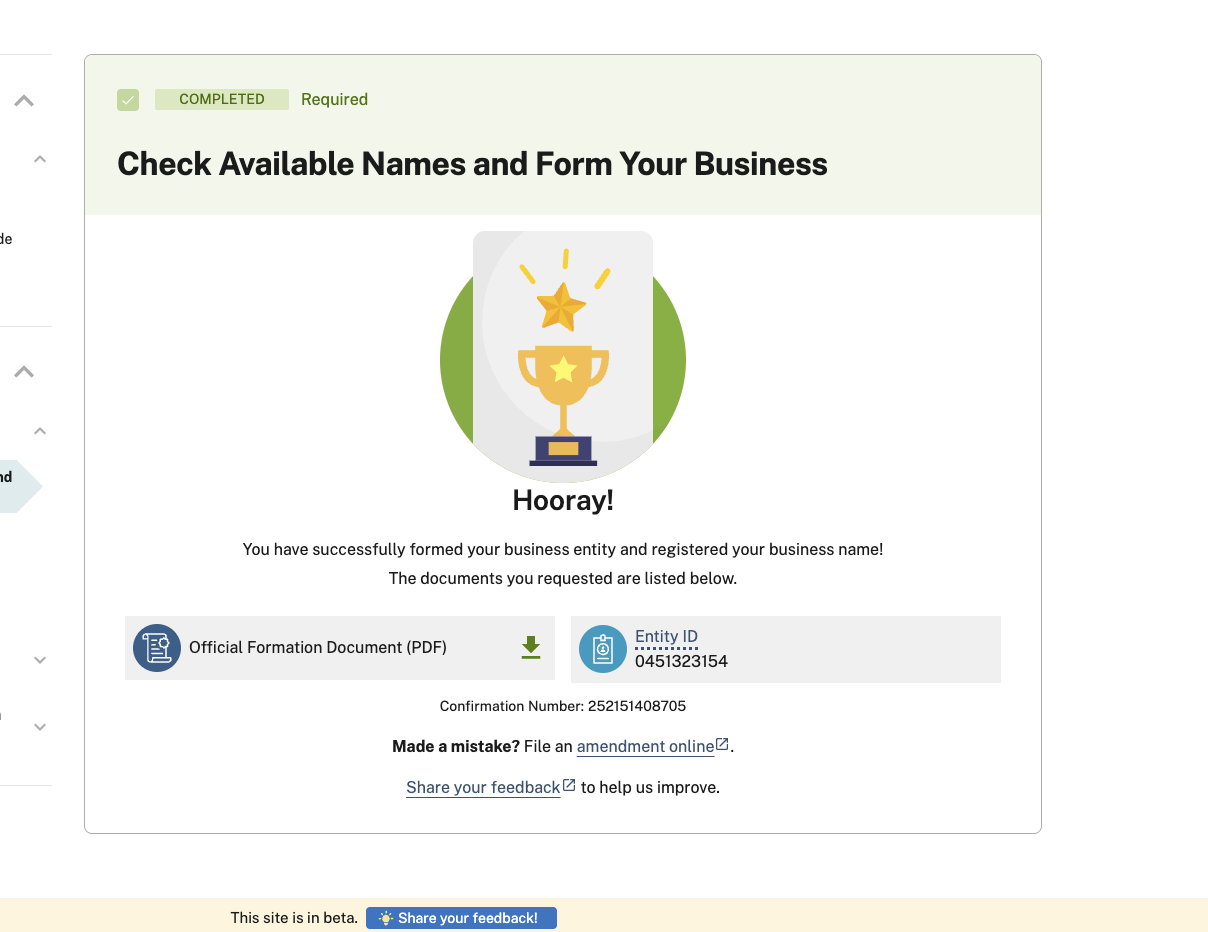 COMPLETED Required
Check Available Names and Form Your Business
de
nd
Hooray!
You have successfully formed your business entity and registered your business name!
The documents you requested are listed below.
Official Formation Document (PDF)
Entity ID
0451323154
Confirmation Number: 252151408705
Made a mistake? File an amendment online.
Share your feedback to help us improve.
This site is in beta. Share your feedback!